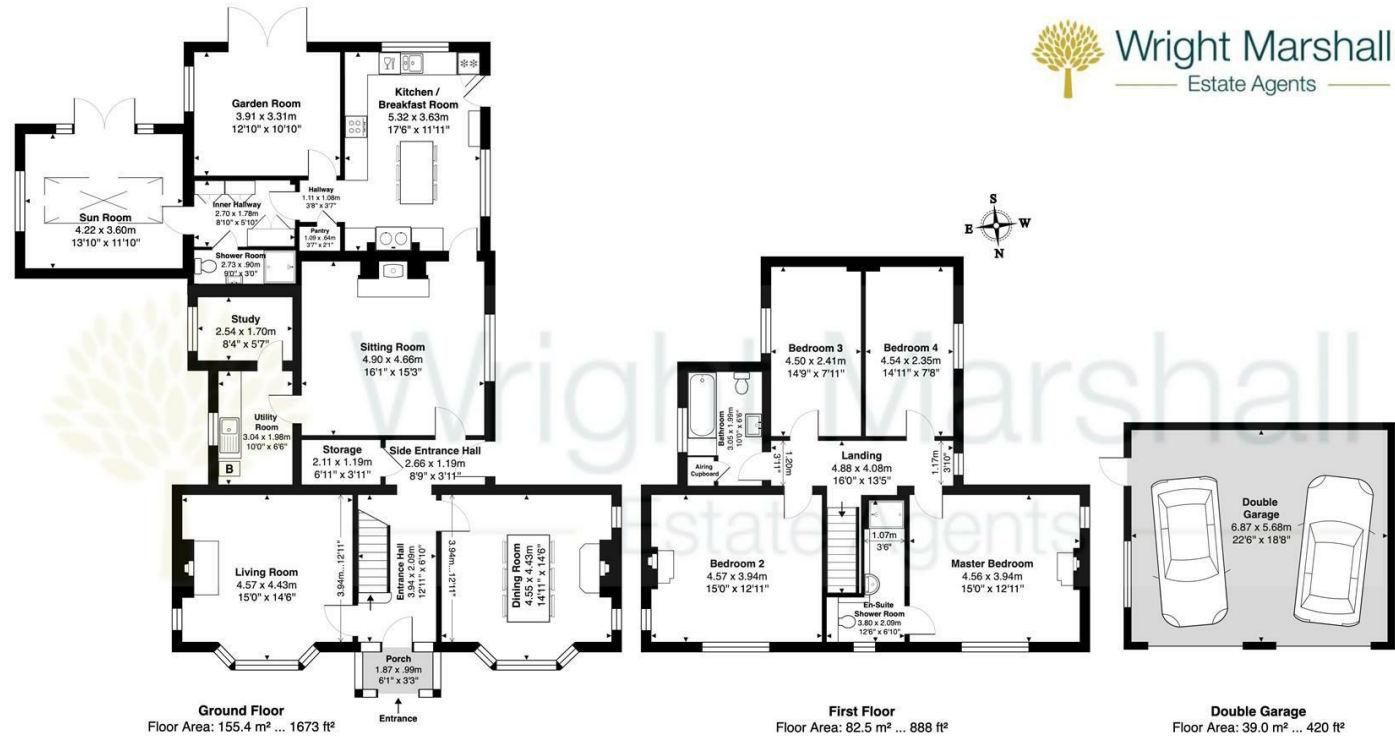 Wright Marshall
Estate Agents
Garden Room
3.91 x 3.31m
12'10" x 10'10"
Kitchen /
Breakfast Room
5.32 x 3.63m
17'6" x 11'11"
Sun Room
4.22 x 3.60m
13'10" x 11'10"
Inner Hallway
2.70 x 1.78m
8'10" x 5'10"
Hallway
1.11 x 1.08m
3'8" x 3'7"
Pantry
1.09 x .64m
3'7" x 2'1"
Shower Room
2.73 x .90m
9'0" x 3'0"
Study
2.54 x 1.70m
8'4" x 5'7"
Sitting Room
4.90 x 4.66m
16'1" x 15'3"
Utility
Room
3.04 x 1.98m
10'0" x 6'6"
B
Storage
2.11 x 1.19m
6'11" x 3'11"
Side Entrance Hall
2.66 x 1.19m
8'9" x 3'11"
Living Room
4.57 x 4.43m
15'0" x 14'6"
3.94m...12'11"
Entrance Hall
3.94 x 2.09m
12'11" x 6'10"
3.94m...12'11"
Dining Room
4.55 x 4.43m
14'11" x 14'6"
Porch
1.87 x .99m
6'1" x 3'3"
Entrance
Ground Floor
Floor Area: 155.4 m² ... 1673 ft²
S
E W
N
Bedroom 3
4.50 x 2.41m
14'9" x 7'11"
Bedroom 4
4.54 x 2.35m
14'11" x 7'8"
Bathroom
3.05 x 1.99m
10'0" x 6'6"
Airing
Cupboard
1.20m
3'11"
Landing
4.88 x 4.08m
16'0" x 13'5"
1.17m
3'10"
Bedroom 2
4.57 x 3.94m
15'0" x 12'11"
1.07m
3'6"
En-Suite
Shower Room
3.80 x 2.09m
12'6" x 6'10"
Master Bedroom
4.56 x 3.94m
15'0" x 12'11"
First Floor
Floor Area: 82.5 m² ... 888 ft²
Double
Garage
6.87 x 5.68m
22'6" x 18'8"
Double Garage
Floor Area: 39.0 m² ... 420 ft²
Wright Marshall
Estate Agents